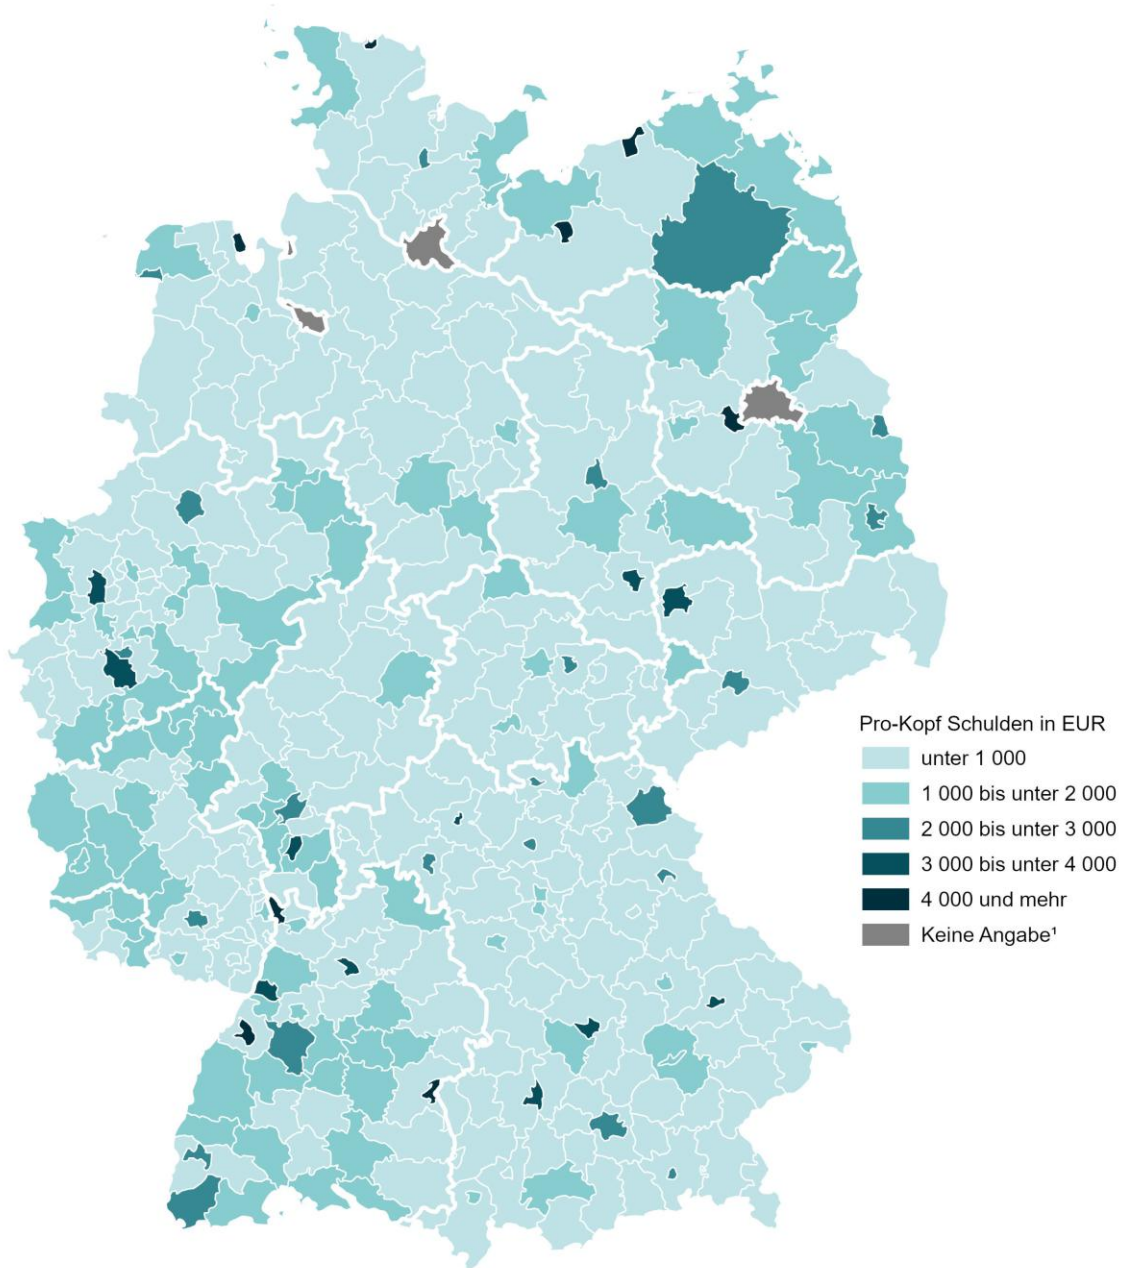 Pro-Kopf Schulden in EUR
unter 1 000
1 000 bis unter 2 000
2 000 bis unter 3 000
3 000 bis unter 4 000
4 000 und mehr
Keine Angabe¹